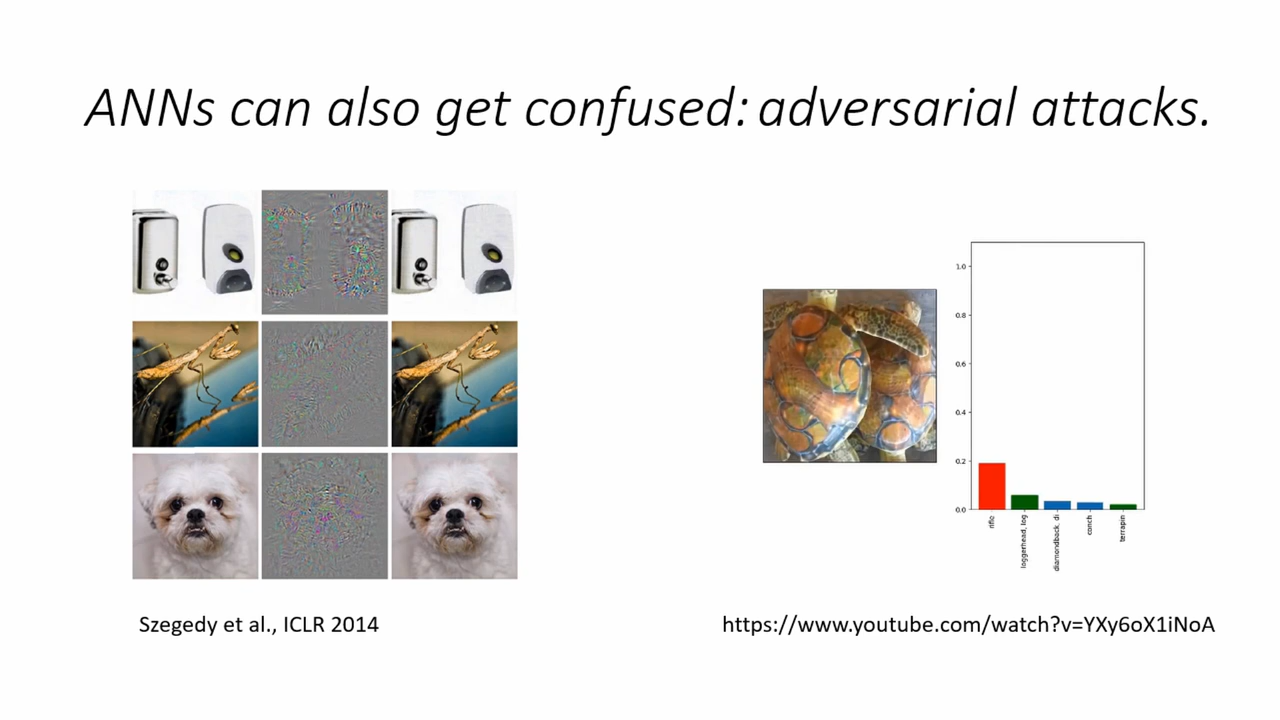 ANNs can also get confused: adversarial attacks.
1.0
0.8
0.6
0.4
0.2
0.0
rifle
loggerhead, log
diamondback, di
conch
terrapin
Szegedy et al., ICLR 2014
https://www.youtube.com/watch?v=YXy6oX1iNoA